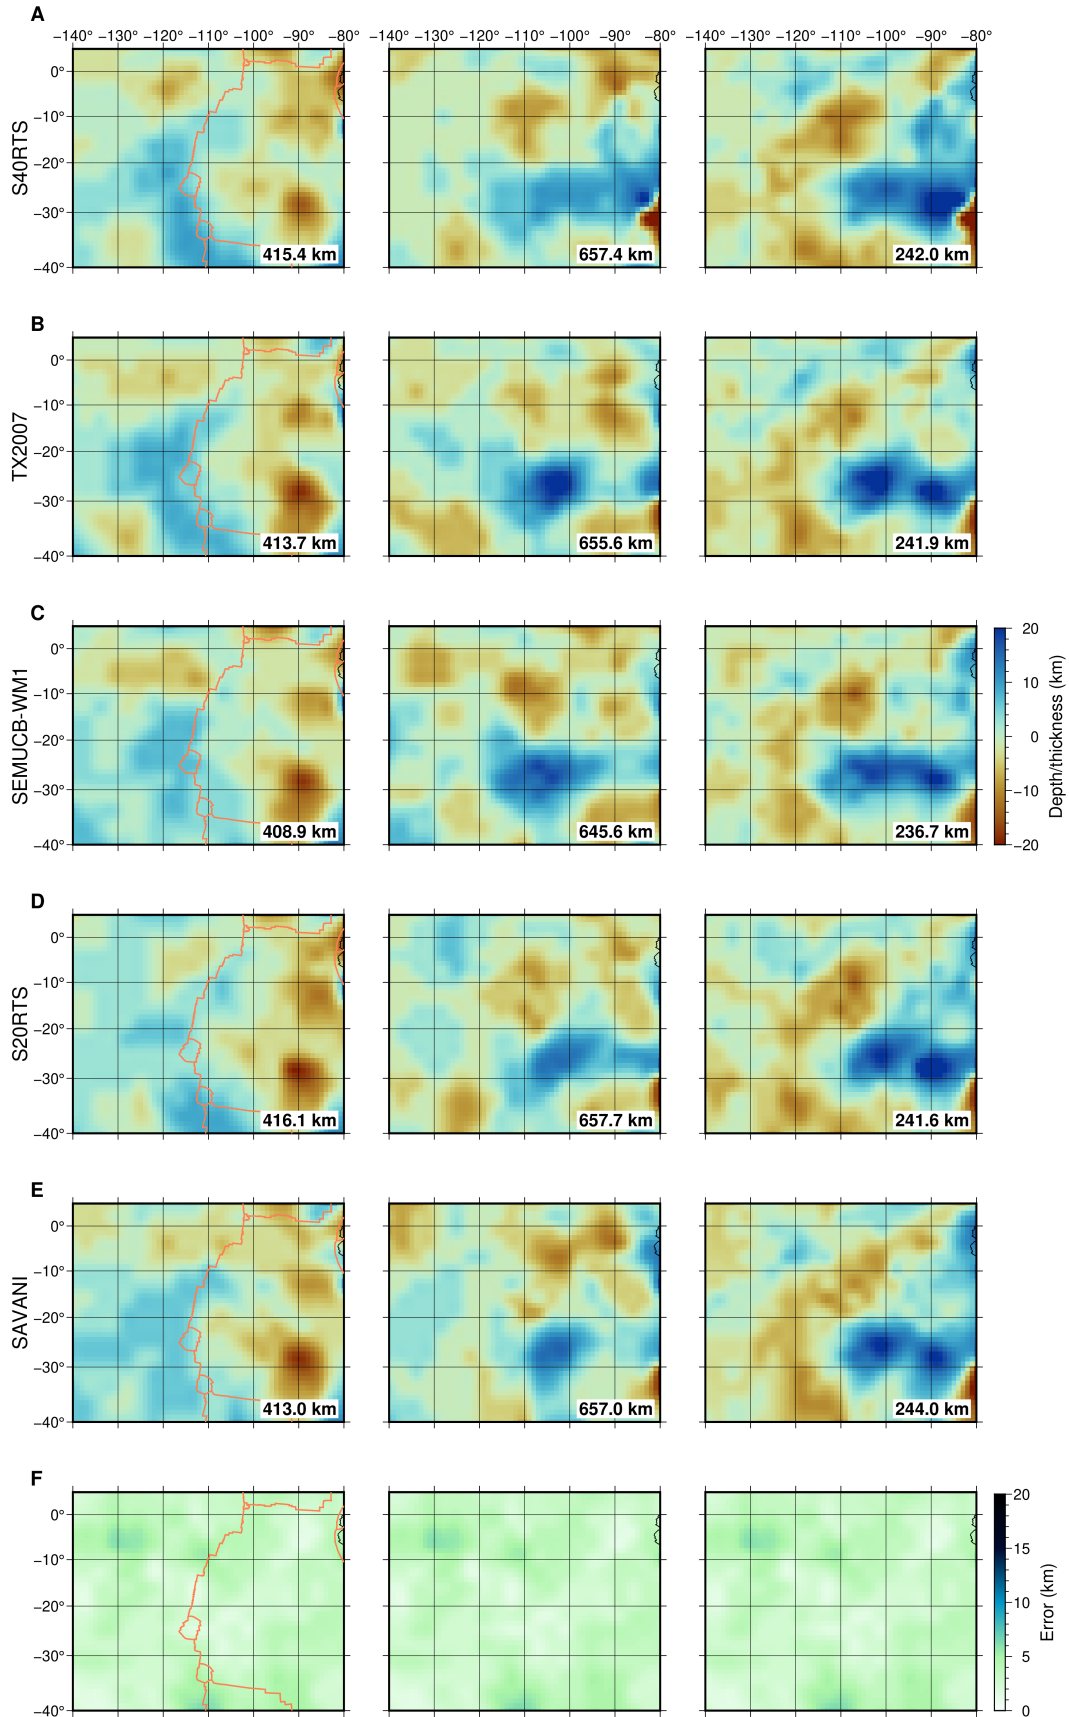 A
−140° −130° −120° −110° −100° −90° −80° −140° −130° −120° −110° −100° −90° −80° −140° −130° −120° −110° −100° −90° −80°
0°
−10°
−20°
−30°
−40°
S40RTS
415.4 km 657.4 km 242.0 km
B
0°
−10°
−20°
−30°
−40°
TX2007
413.7 km 655.6 km 241.9 km
C
0°
−10°
−20°
−30°
−40°
SEMUCB-WM1
408.9 km 645.6 km 236.7 km
20
10
0
−10
−20
Depth/thickness (km)
D
0°
−10°
−20°
−30°
−40°
S20RTS
416.1 km 657.7 km 241.6 km
E
0°
−10°
−20°
−30°
−40°
SAVANI
413.0 km 657.0 km 244.0 km
F
0°
−10°
−20°
−30°
−40°
20
15
10
5
0
Error (km)